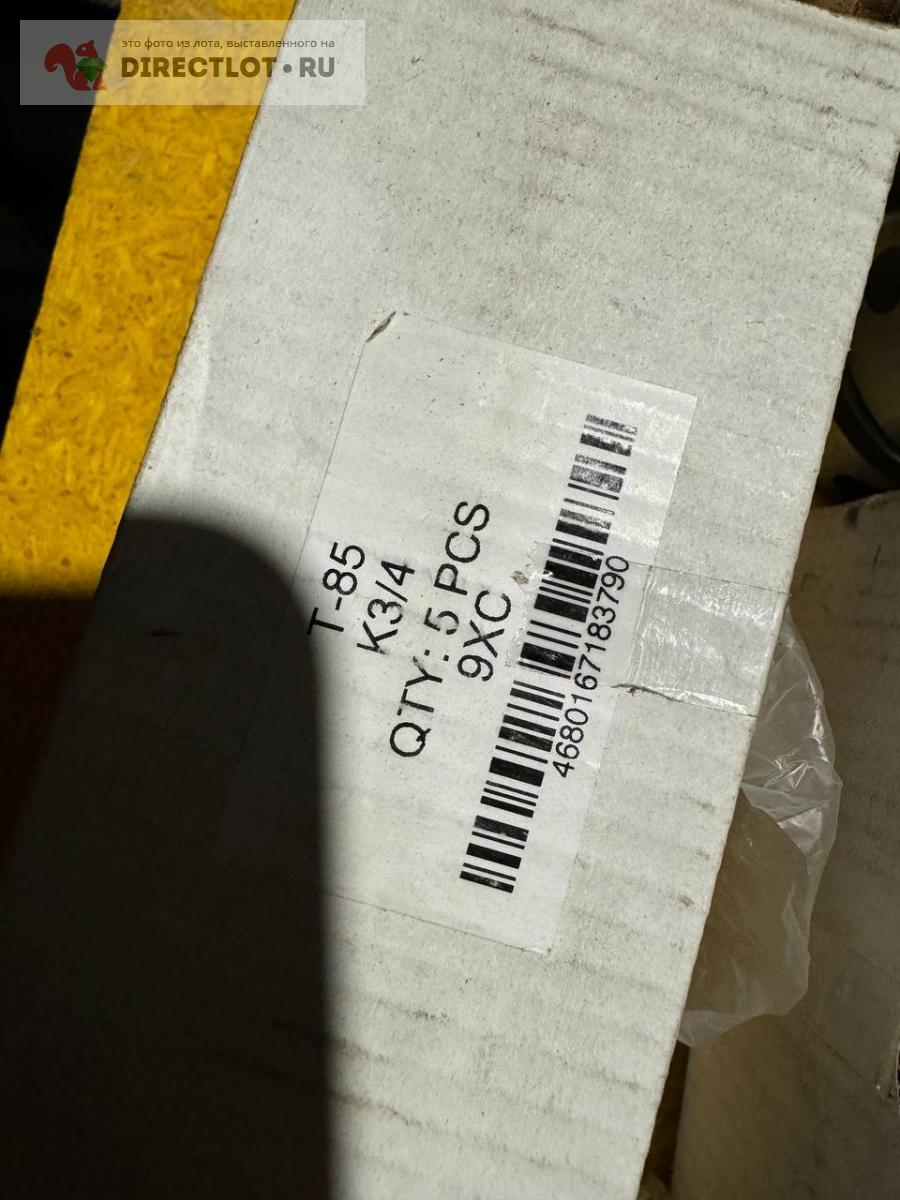 это фото из лота, выставленного на
DIRECTLOT•RU
T-85
K3/4
QTY: 5 PCS
9XC
4680167183790